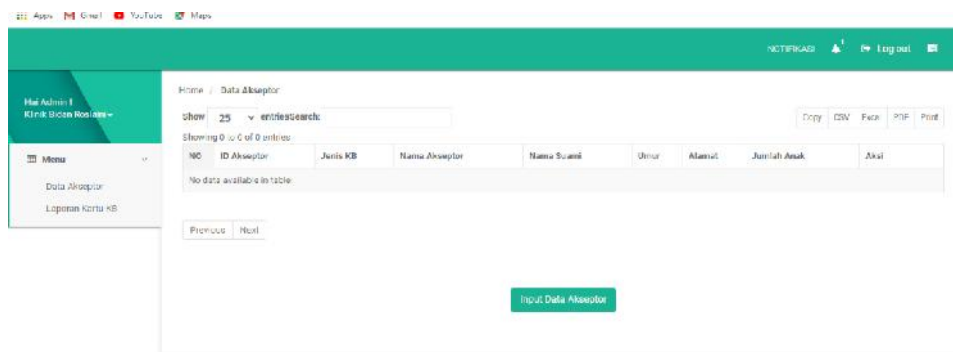 Apps Gmail YouTube Maps
NOTIFIKASI 1 Log out
Hai Admin !
Klinik Bidan Roslaini
Menu
Data Akseptor
Laporan Kartu KB
Home / Data Akseptor
Show 25 entriesSearch:
Copy CSV Excel PDF Print
Showing 0 to 0 of 0 entries
NO ID Akseptor Jenis KB Nama Akseptor Nama Suami Umur Alamat Jumlah Anak Aksi
No data available in table
Previous Next
Input Data Akseptor